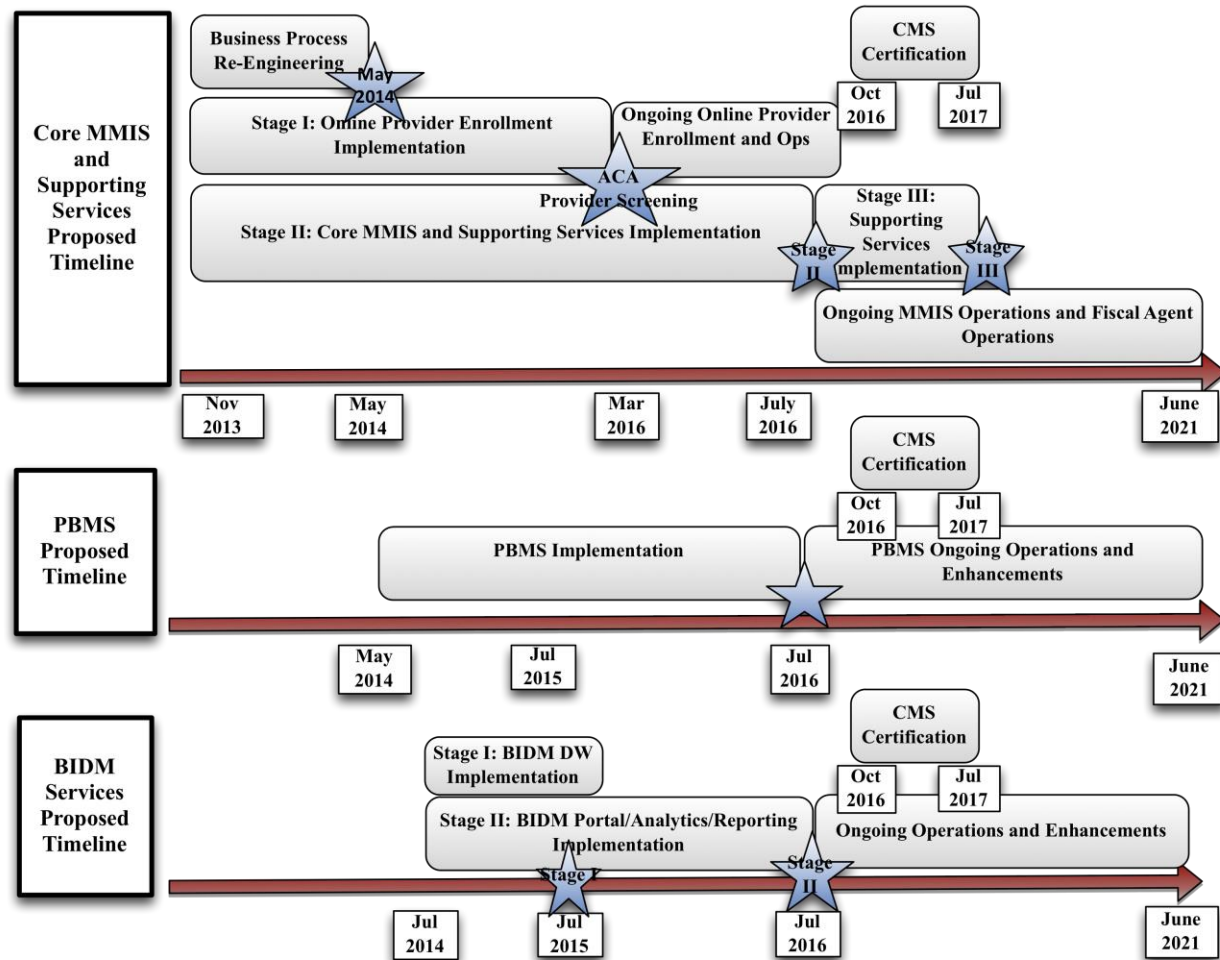 Core MMIS
and
Supporting
Services
Proposed
Timeline
Business Process
Re-Engineering
May
2014
CMS
Certification
Oct
2016
Jul
2017
Stage I: Online Provider Enrollment
Implementation
Ongoing Online Provider
Enrollment and Ops
ACA
Provider Screening
Stage II: Core MMIS and Supporting Services Implementation
Stage
II
Stage III:
Supporting
Services
Implementation
Stage
III
Ongoing MMIS Operations and Fiscal Agent
Operations
Nov
2013
May
2014
Mar
2016
July
2016
June
2021
PBMS
Proposed
Timeline
CMS
Certification
Oct
2016
Jul
2017
PBMS Implementation
PBMS Ongoing Operations and
Enhancements
May
2014
Jul
2015
Jul
2016
June
2021
BIDM
Services
Proposed
Timeline
CMS
Certification
Oct
2016
Jul
2017
Stage I: BIDM DW
Implementation
Stage II: BIDM Portal/Analytics/Reporting
Implementation
Ongoing Operations and Enhancements
Stage I
Stage
II
Jul
2014
Jul
2015
Jul
2016
June
2021